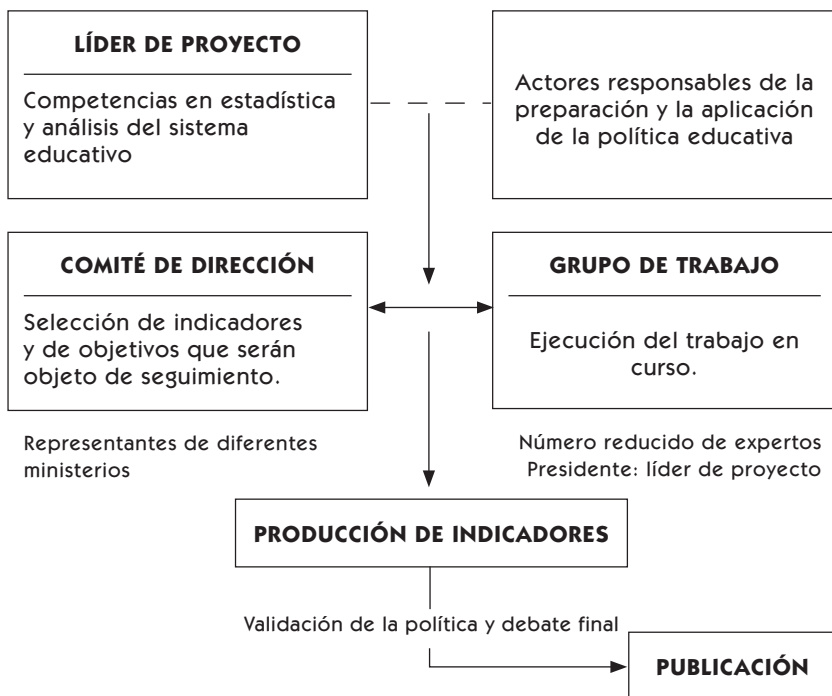 LÍDER DE PROYECTO
Competencias en estadística
y análisis del sistema
educativo
Actores responsables de la
preparación y la aplicación
de la política educativa
COMITÉ DE DIRECCIÓN
Selección de indicadores
y de objetivos que serán
objeto de seguimiento.
GRUPO DE TRABAJO
Ejecución del trabajo en
curso.
Representantes de diferentes
ministerios
Número reducido de expertos
Presidente: líder de proyecto
PRODUCCIÓN DE INDICADORES
Validación de la política y debate final
PUBLICACIÓN